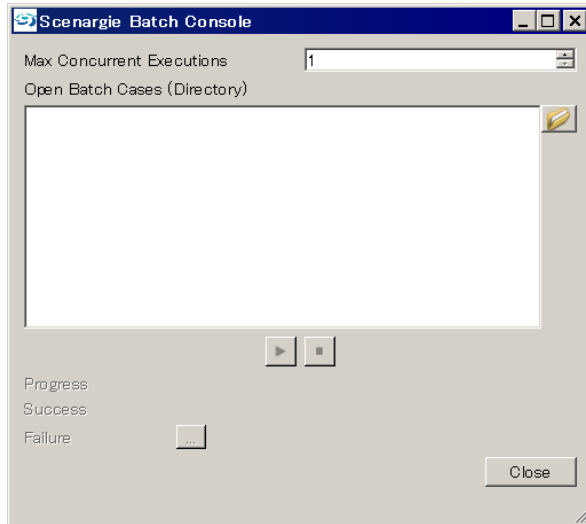 Scenargie Batch Console
Max Concurrent Executions
1
Open Batch Cases (Directory)
Progress
Success
Failure
...
Close